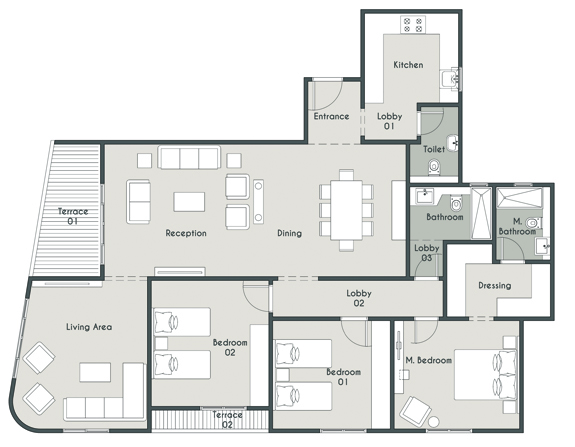 Kitchen
Entrance
Lobby
01
Toilet
Terrace
01
Reception
Dining
Bathroom
M.
Bathroom
Lobby
03
Dressing
Lobby
02
Living Area
Bedroom
02
Bedroom
01
M. Bedroom
Terrace
02